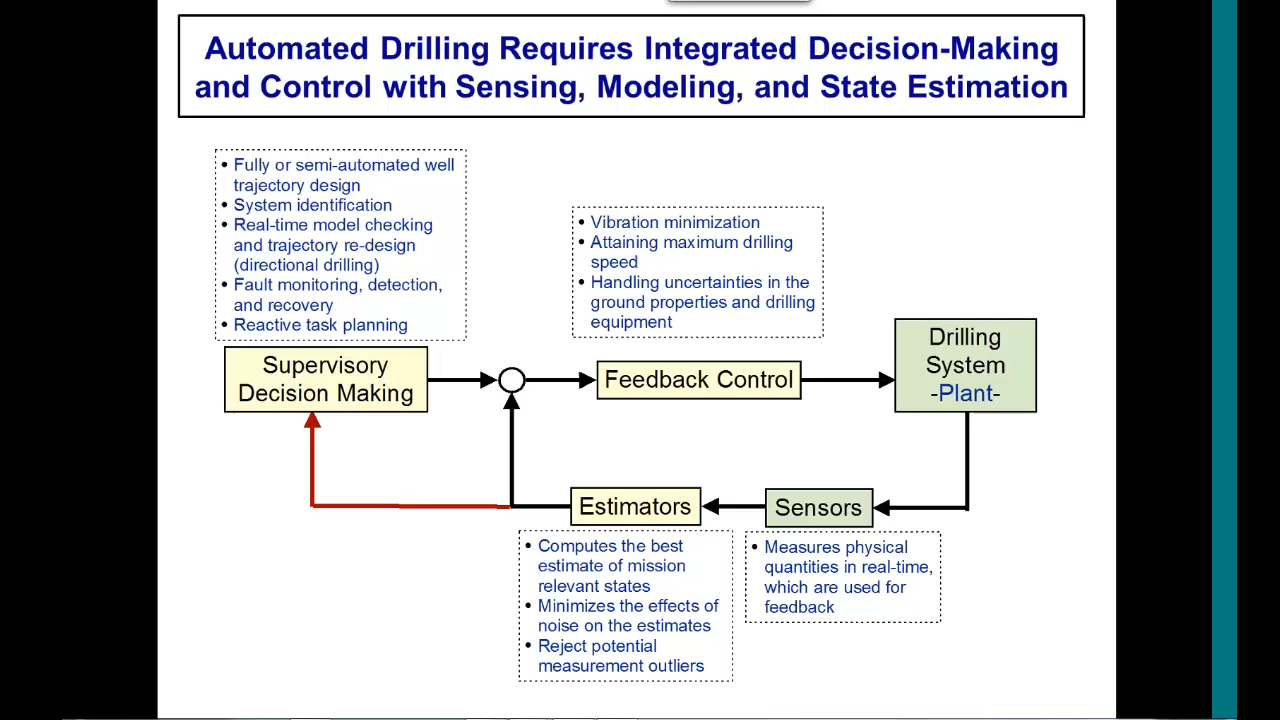 Automated Drilling Requires Integrated Decision-Making
and Control with Sensing, Modeling, and State Estimation
• Fully or semi-automated well
trajectory design
• System identification
• Real-time model checking
and trajectory re-design
(directional drilling)
• Fault monitoring, detection,
and recovery
• Reactive task planning
• Vibration minimization
• Attaining maximum drilling
speed
• Handling uncertainties in the
ground properties and drilling
equipment
Supervisory
Decision Making
Feedback Control
Drilling
System
-Plant-
Estimators
Sensors
• Computes the best
estimate of mission
relevant states
• Minimizes the effects of
noise on the estimates
• Reject potential
measurement outliers
• Measures physical
quantities in real-time,
which are used for
feedback